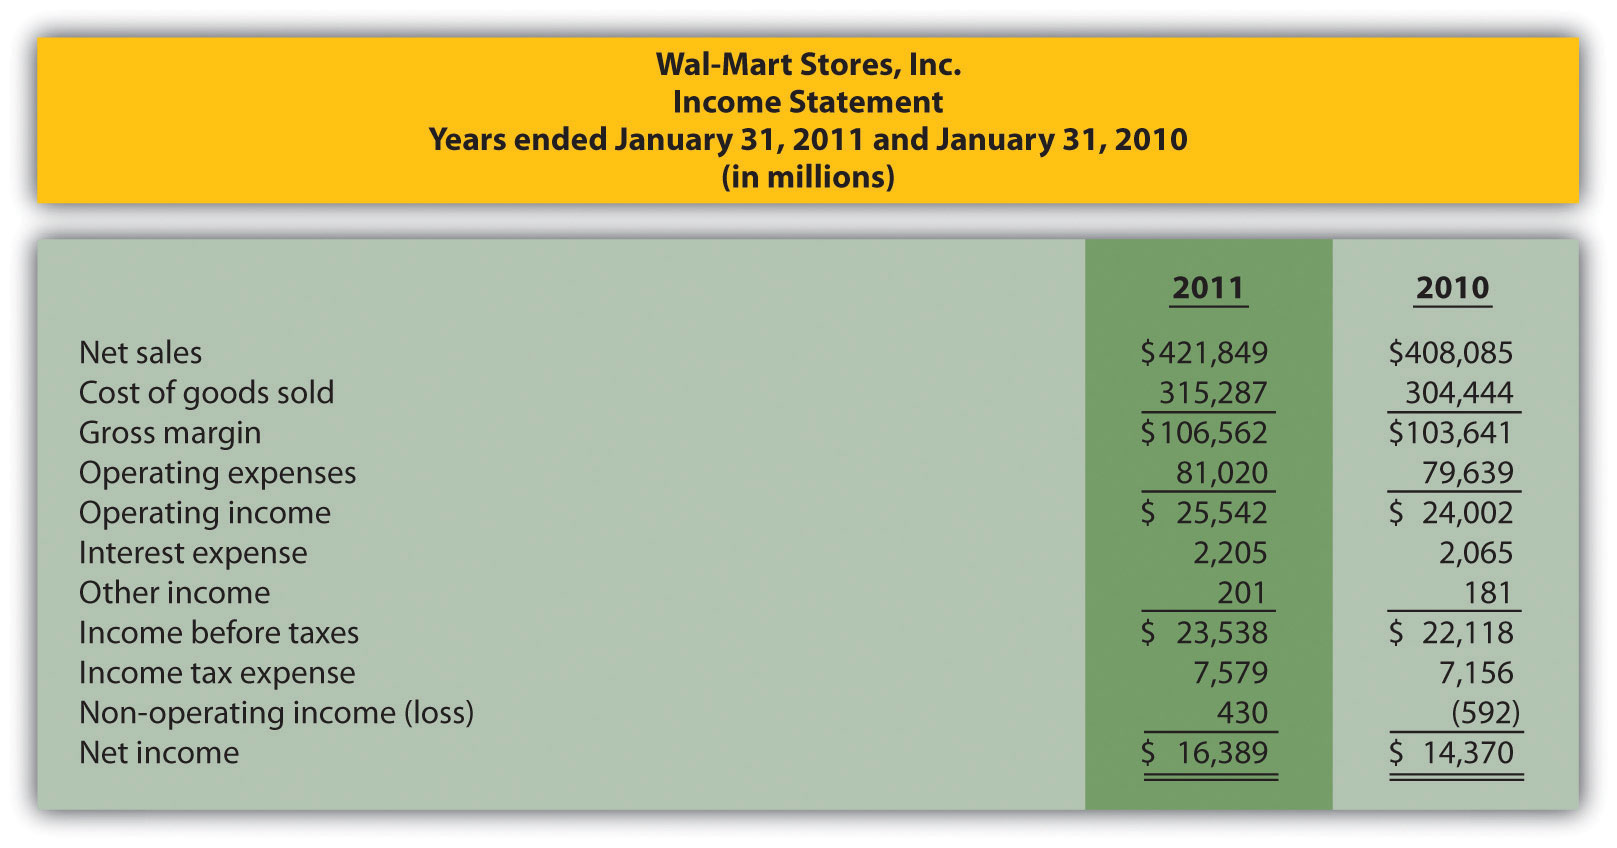 Wal-Mart Stores, Inc.
Income Statement
Years ended January 31, 2011 and January 31, 2010
(in millions)
2011 2010
Net sales $421,849 $408,085
Cost of goods sold 315,287 304,444
Gross margin $106,562 $103,641
Operating expenses 81,020 79,639
Operating income $ 25,542 $ 24,002
Interest expense 2,205 2,065
Other income 201 181
Income before taxes $ 23,538 $ 22,118
Income tax expense 7,579 7,156
Non-operating income (loss) 430 (592)
Net income $ 16,389 $ 14,370